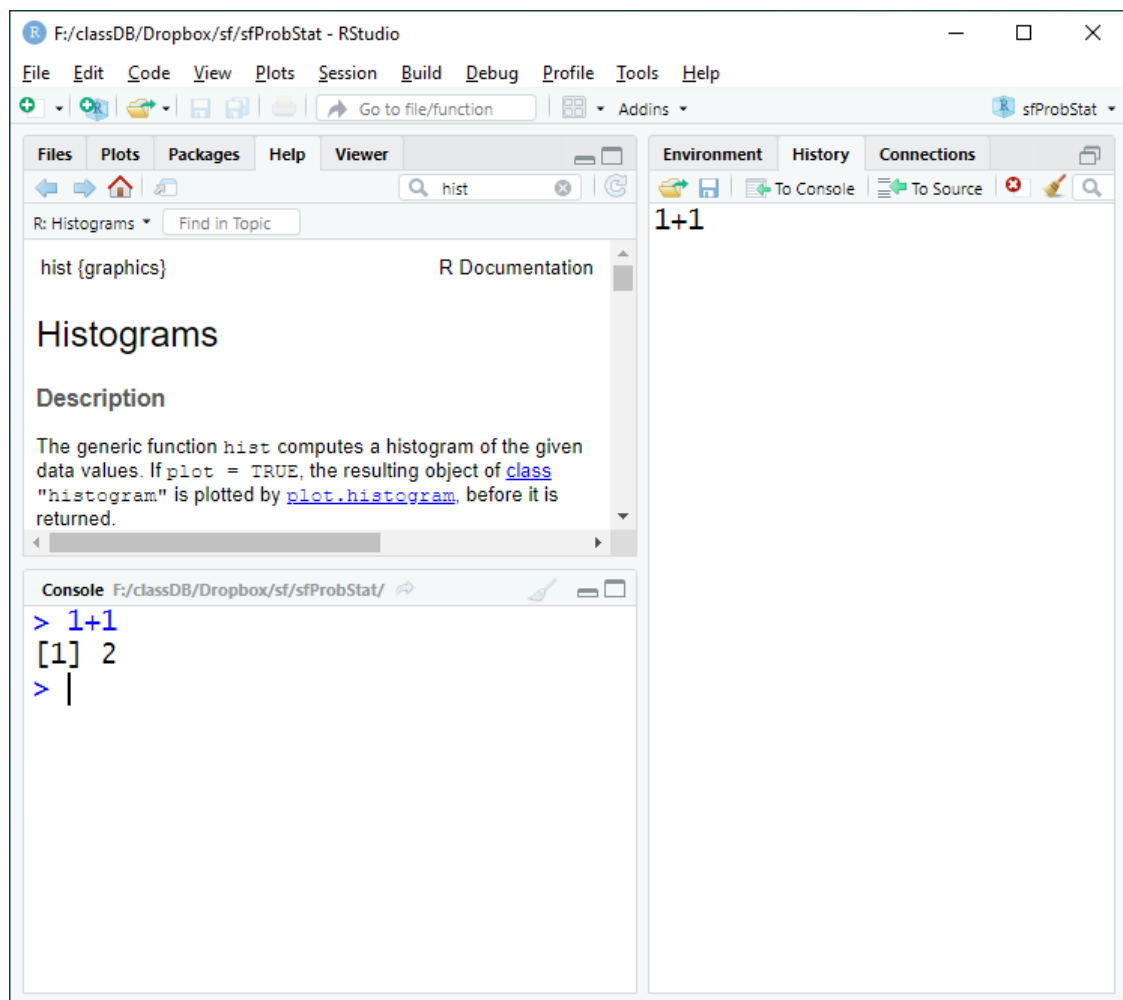 F:/classDB/Dropbox/sf/sfProbStat - RStudio
File Edit Code View Plots Session Build Debug Profile Tools Help
Go to file/function Addins sfProbStat
Files Plots Packages Help Viewer
hist
R: Histograms Find in Topic
hist {graphics} R Documentation
Histograms
Description
The generic function hist computes a histogram of the given
data values. If plot = TRUE, the resulting object of class
"histogram" is plotted by plot.histogram, before it is
returned.
Console F:/classDB/Dropbox/sf/sfProbStat/
> 1+1
[1] 2
>
Environment History Connections
To Console To Source
1+1